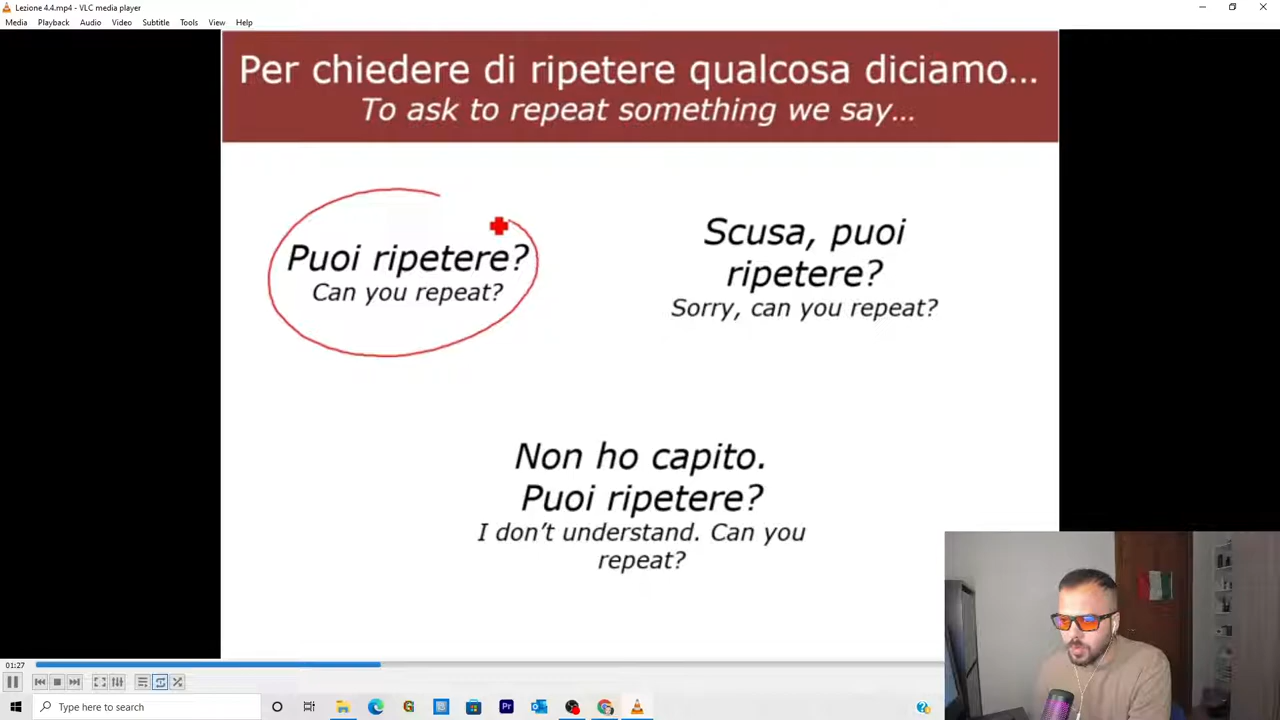 Lezione 4.4.mp4 - VLC media player
Media Playback Audio Video Subtitle Tools View Help
Per chiedere di ripetere qualcosa diciamo...
To ask to repeat something we say...
Puoi ripetere?
Can you repeat?
Scusa, puoi
ripetere?
Sorry, can you repeat?
Non ho capito.
Puoi ripetere?
I don't understand. Can you
repeat?
01:27
Type here to search